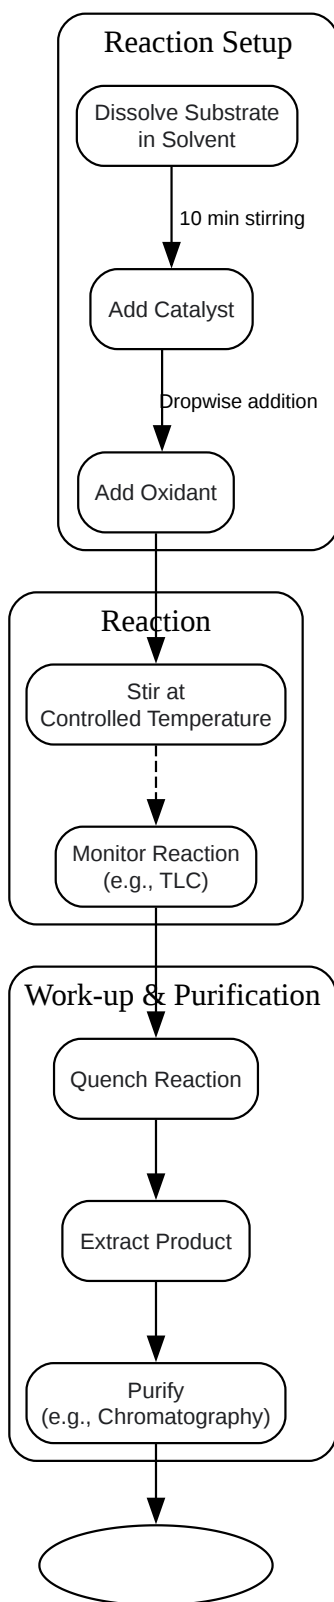 Reaction Setup
Dissolve Substrate
in Solvent
10 min stirring
Add Catalyst
Dropwise addition
Add Oxidant
Reaction
Stir at
Controlled Temperature
Monitor Reaction
(e.g., TLC)
Work-up & Purification
Quench Reaction
Extract Product
Purify
(e.g., Chromatography)